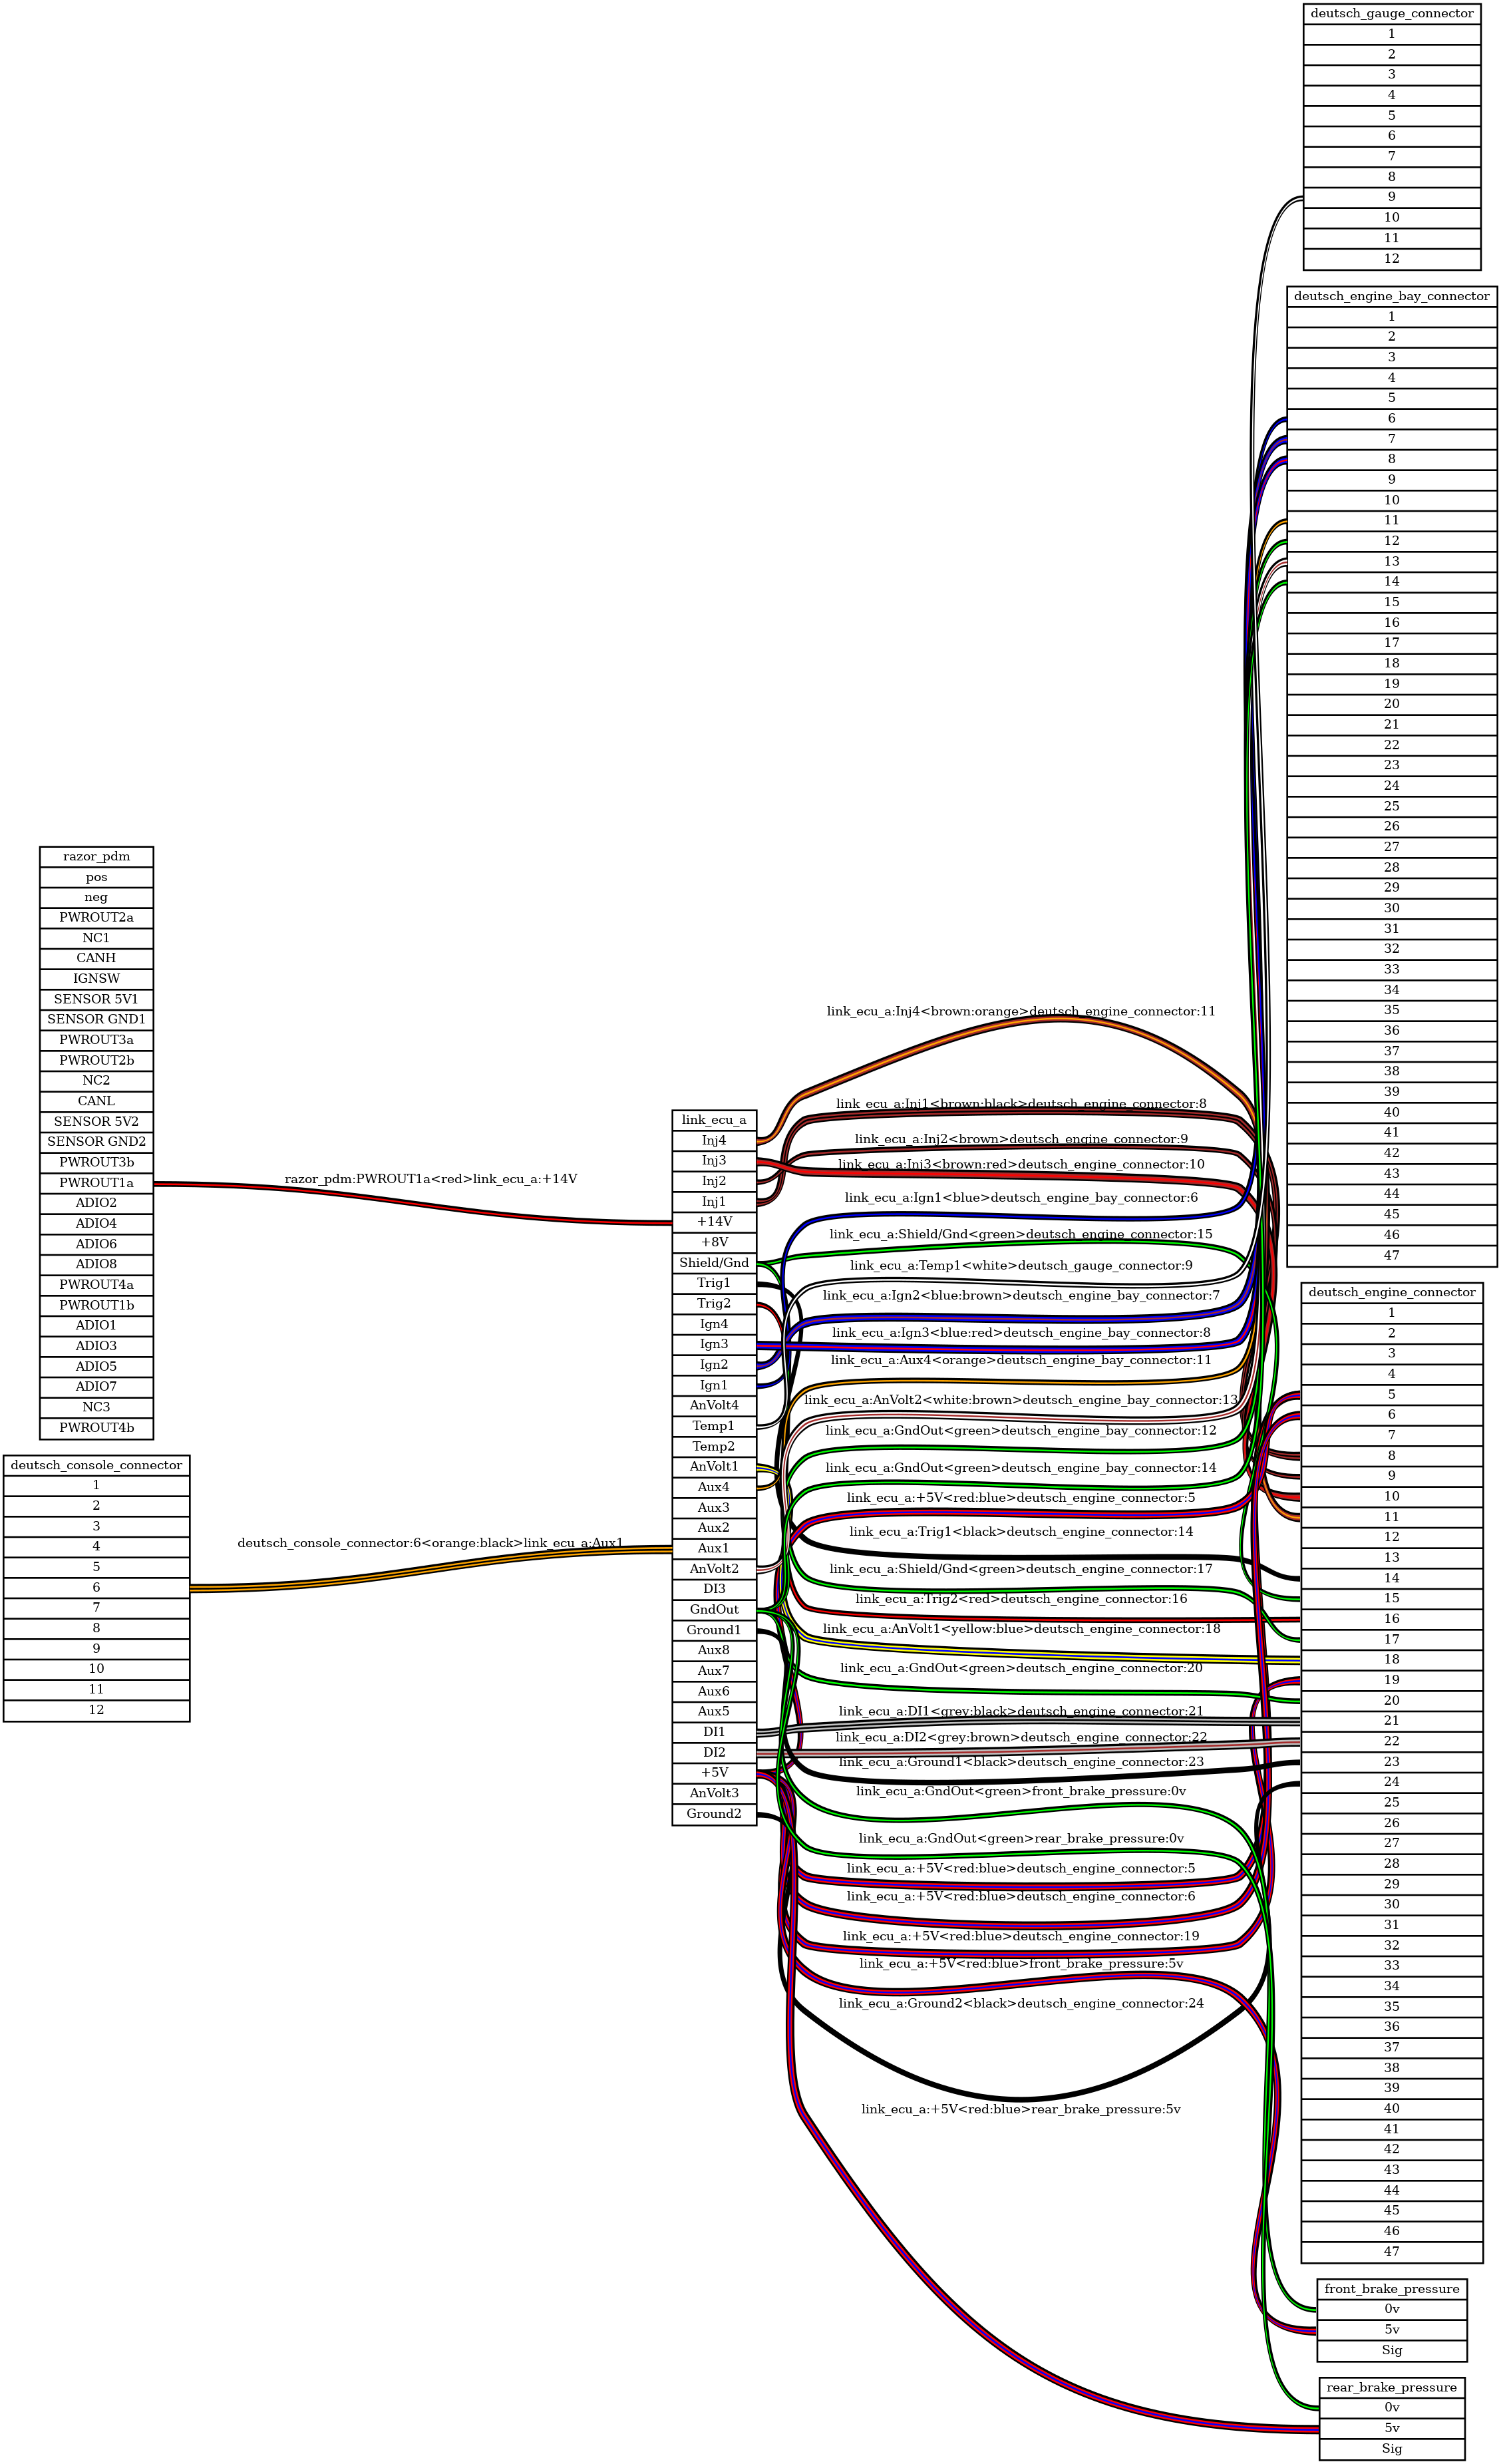 razor_pdm
pos
neg
PWROUT2a
NC1
CANH
IGNSW
SENSOR 5V1
SENSOR GND1
PWROUT3a
PWROUT2b
NC2
CANL
SENSOR 5V2
SENSOR GND2
PWROUT3b
PWROUT1a
ADIO2
ADIO4
ADIO6
ADIO8
PWROUT4a
PWROUT1b
ADIO1
ADIO3
ADIO5
ADIO7
NC3
PWROUT4b
deutsch_console_connector
1
2
3
4
5
6
7
8
9
10
11
12
razor_pdm:PWROUT1a<red>link_ecu_a:+14V
deutsch_console_connector:6<orange:black>link_ecu_a:Aux1
link_ecu_a
Inj4
Inj3
Inj2
Inj1
+14V
+8V
Shield/Gnd
Trig1
Trig2
Ign4
Ign3
Ign2
Ign1
AnVolt4
Temp1
Temp2
AnVolt1
Aux4
Aux3
Aux2
Aux1
AnVolt2
DI3
GndOut
Ground1
Aux8
Aux7
Aux6
Aux5
DI1
DI2
+5V
AnVolt3
Ground2
link_ecu_a:Inj4<brown:orange>deutsch_engine_connector:11
link_ecu_a:Inj1<brown:black>deutsch_engine_connector:8
link_ecu_a:Inj2<brown>deutsch_engine_connector:9
link_ecu_a:Inj3<brown:red>deutsch_engine_connector:10
link_ecu_a:Ign1<blue>deutsch_engine_bay_connector:6
link_ecu_a:Shield/Gnd<green>deutsch_engine_connector:15
link_ecu_a:Temp1<white>deutsch_gauge_connector:9
link_ecu_a:Ign2<blue:brown>deutsch_engine_bay_connector:7
link_ecu_a:Ign3<blue:red>deutsch_engine_bay_connector:8
link_ecu_a:Aux4<orange>deutsch_engine_bay_connector:11
link_ecu_a:AnVolt2<white:brown>deutsch_engine_bay_connector:13
link_ecu_a:GndOut<green>deutsch_engine_bay_connector:12
link_ecu_a:GndOut<green>deutsch_engine_bay_connector:14
link_ecu_a:+5V<red:blue>deutsch_engine_connector:5
link_ecu_a:Trig1<black>deutsch_engine_connector:14
link_ecu_a:Shield/Gnd<green>deutsch_engine_connector:17
link_ecu_a:Trig2<red>deutsch_engine_connector:16
link_ecu_a:AnVolt1<yellow:blue>deutsch_engine_connector:18
link_ecu_a:GndOut<green>deutsch_engine_connector:20
link_ecu_a:DI1<grey:black>deutsch_engine_connector:21
link_ecu_a:DI2<grey:brown>deutsch_engine_connector:22
link_ecu_a:Ground1<black>deutsch_engine_connector:23
link_ecu_a:GndOut<green>front_brake_pressure:0v
link_ecu_a:GndOut<green>rear_brake_pressure:0v
link_ecu_a:+5V<red:blue>deutsch_engine_connector:5
link_ecu_a:+5V<red:blue>deutsch_engine_connector:6
link_ecu_a:+5V<red:blue>deutsch_engine_connector:19
link_ecu_a:+5V<red:blue>front_brake_pressure:5v
link_ecu_a:Ground2<black>deutsch_engine_connector:24
link_ecu_a:+5V<red:blue>rear_brake_pressure:5v
deutsch_gauge_connector
1
2
3
4
5
6
7
8
9
10
11
12
deutsch_engine_bay_connector
1
2
3
4
5
6
7
8
9
10
11
12
13
14
15
16
17
18
19
20
21
22
23
24
25
26
27
28
29
30
31
32
33
34
35
36
37
38
39
40
41
42
43
44
45
46
47
deutsch_engine_connector
1
2
3
4
5
6
7
8
9
10
11
12
13
14
15
16
17
18
19
20
21
22
23
24
25
26
27
28
29
30
31
32
33
34
35
36
37
38
39
40
41
42
43
44
45
46
47
front_brake_pressure
0v
5v
Sig
rear_brake_pressure
0v
5v
Sig